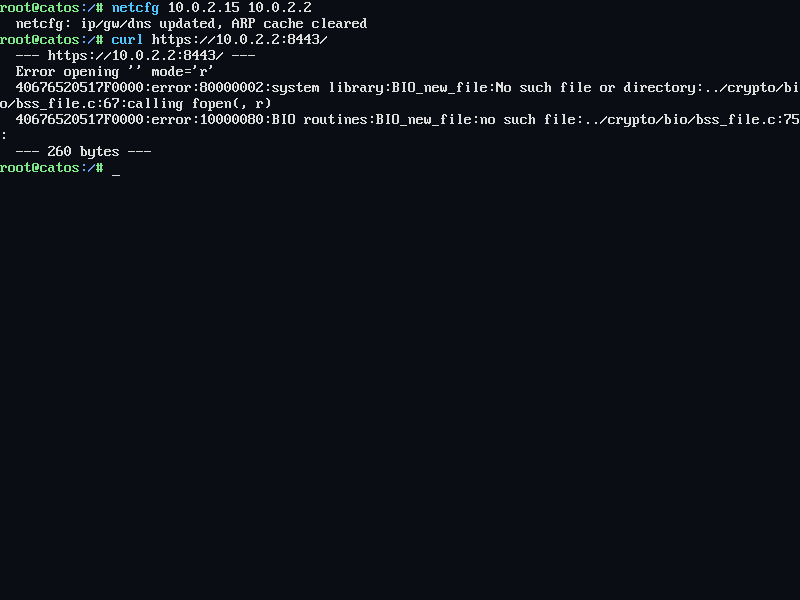 root@catos:/# netcfg 10.0.2.15 10.0.2.2
  netcfg: ip/gw/dns updated, ARP cache cleared
root@catos:/# curl https://10.0.2.2:8443/
  --- https://10.0.2.2:8443/ ---
  Error opening '' mode='r'
  40676520517F0000:error:80000002:system library:BIO_new_file:No such file or directory:../crypto/bi
o/bss_file.c:67:calling fopen(, r)
  40676520517F0000:error:10000080:BIO routines:BIO_new_file:no such file:../crypto/bio/bss_file.c:75
:
  --- 260 bytes ---
root@catos:/# _